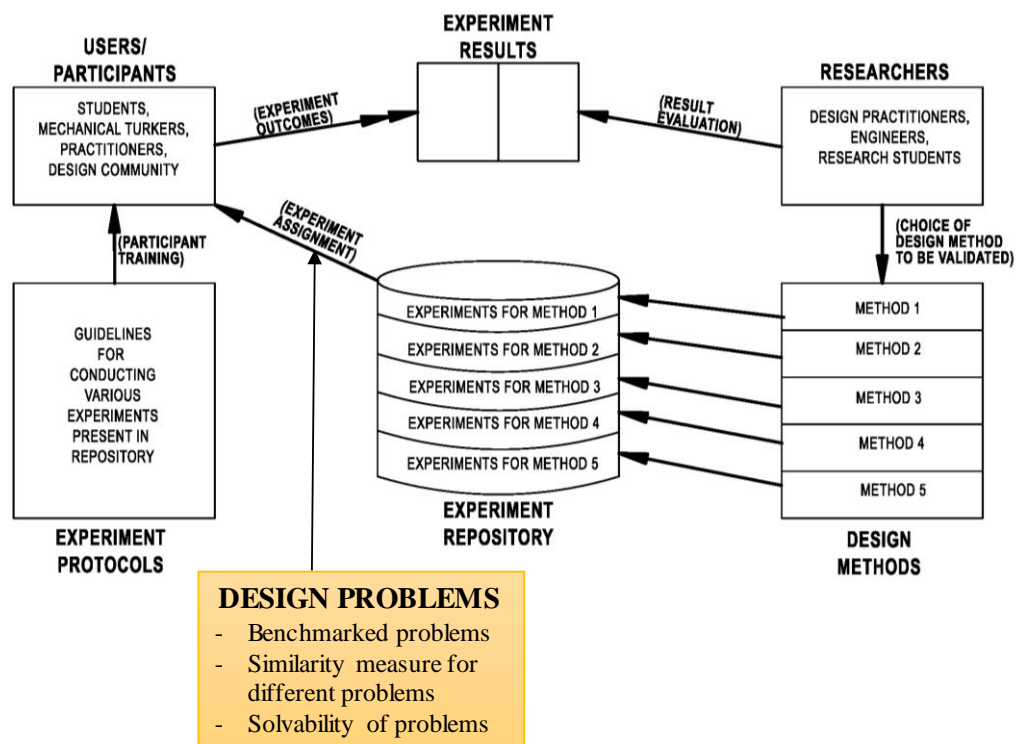 EXPERIMENT
RESULTS
USERS/
PARTICIPANTS
STUDENTS,
MECHANICAL TURKERS,
PRACTITIONERS,
DESIGN COMMUNITY
(EXPERIMENT
OUTCOMES)
(RESULT
EVALUATION)
RESEARCHERS
DESIGN PRACTITIONERS,
ENGINEERS,
RESEARCH STUDENTS
(PARTICIPANT
TRAINING)
(EXPERIMENT
ASSIGNMENT)
(CHOICE OF
DESIGN METHOD
TO BE VALIDATED)
GUIDELINES
FOR
CONDUCTING
VARIOUS
EXPERIMENTS
PRESENT IN
REPOSITORY
EXPERIMENT
PROTOCOLS
EXPERIMENTS FOR METHOD 1
EXPERIMENTS FOR METHOD 2
EXPERIMENTS FOR METHOD 3
EXPERIMENTS FOR METHOD 4
EXPERIMENTS FOR METHOD 5
EXPERIMENT
REPOSITORY
METHOD 1
METHOD 2
METHOD 3
METHOD 4
METHOD 5
DESIGN
METHODS
DESIGN PROBLEMS
- Benchmarked problems
- Similarity measure for
different problems
- Solvability of problems